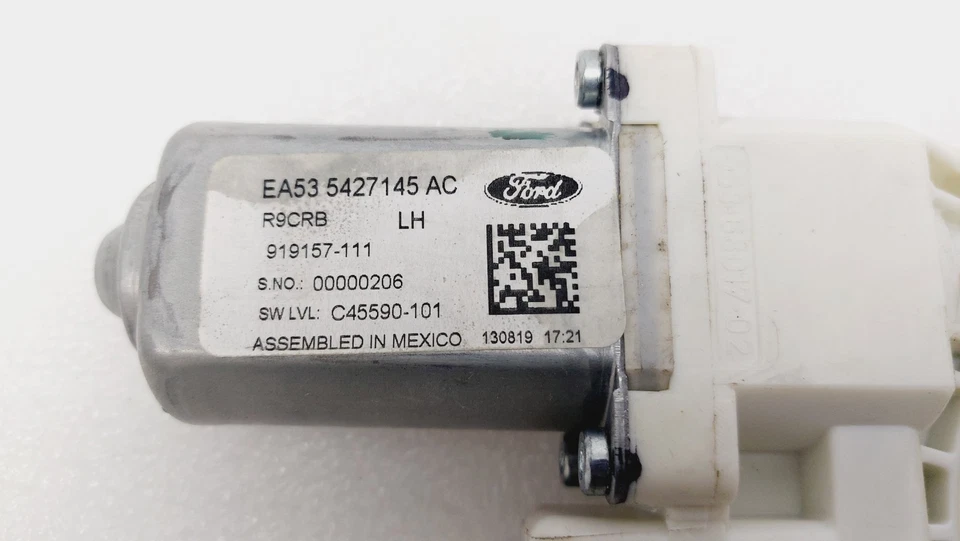 EA53 5427145 AC Ford
R9CRB LH
919157-111
S.NO.: 00000206
SW LVL: C45590-101
ASSEMBLED IN MEXICO 130819 17:21